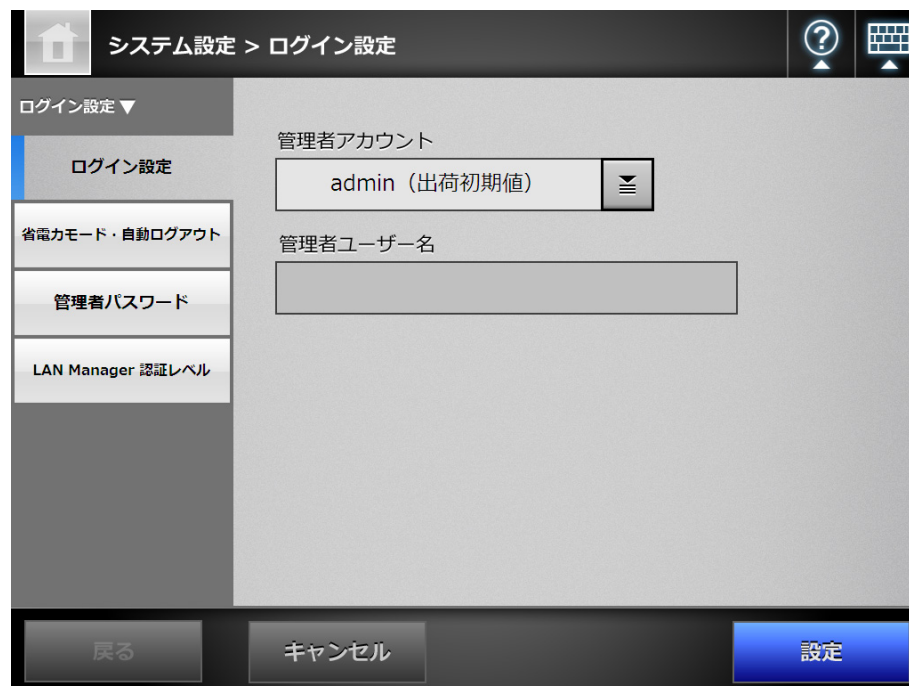 システム設定 > ログイン設定
ログイン設定▼
ログイン設定
省電力モード・自動ログアウト
管理者パスワード
LAN Manager 認証レベル
管理者アカウント
admin（出荷初期値）
管理者ユーザー名
戻る
キャンセル
設定